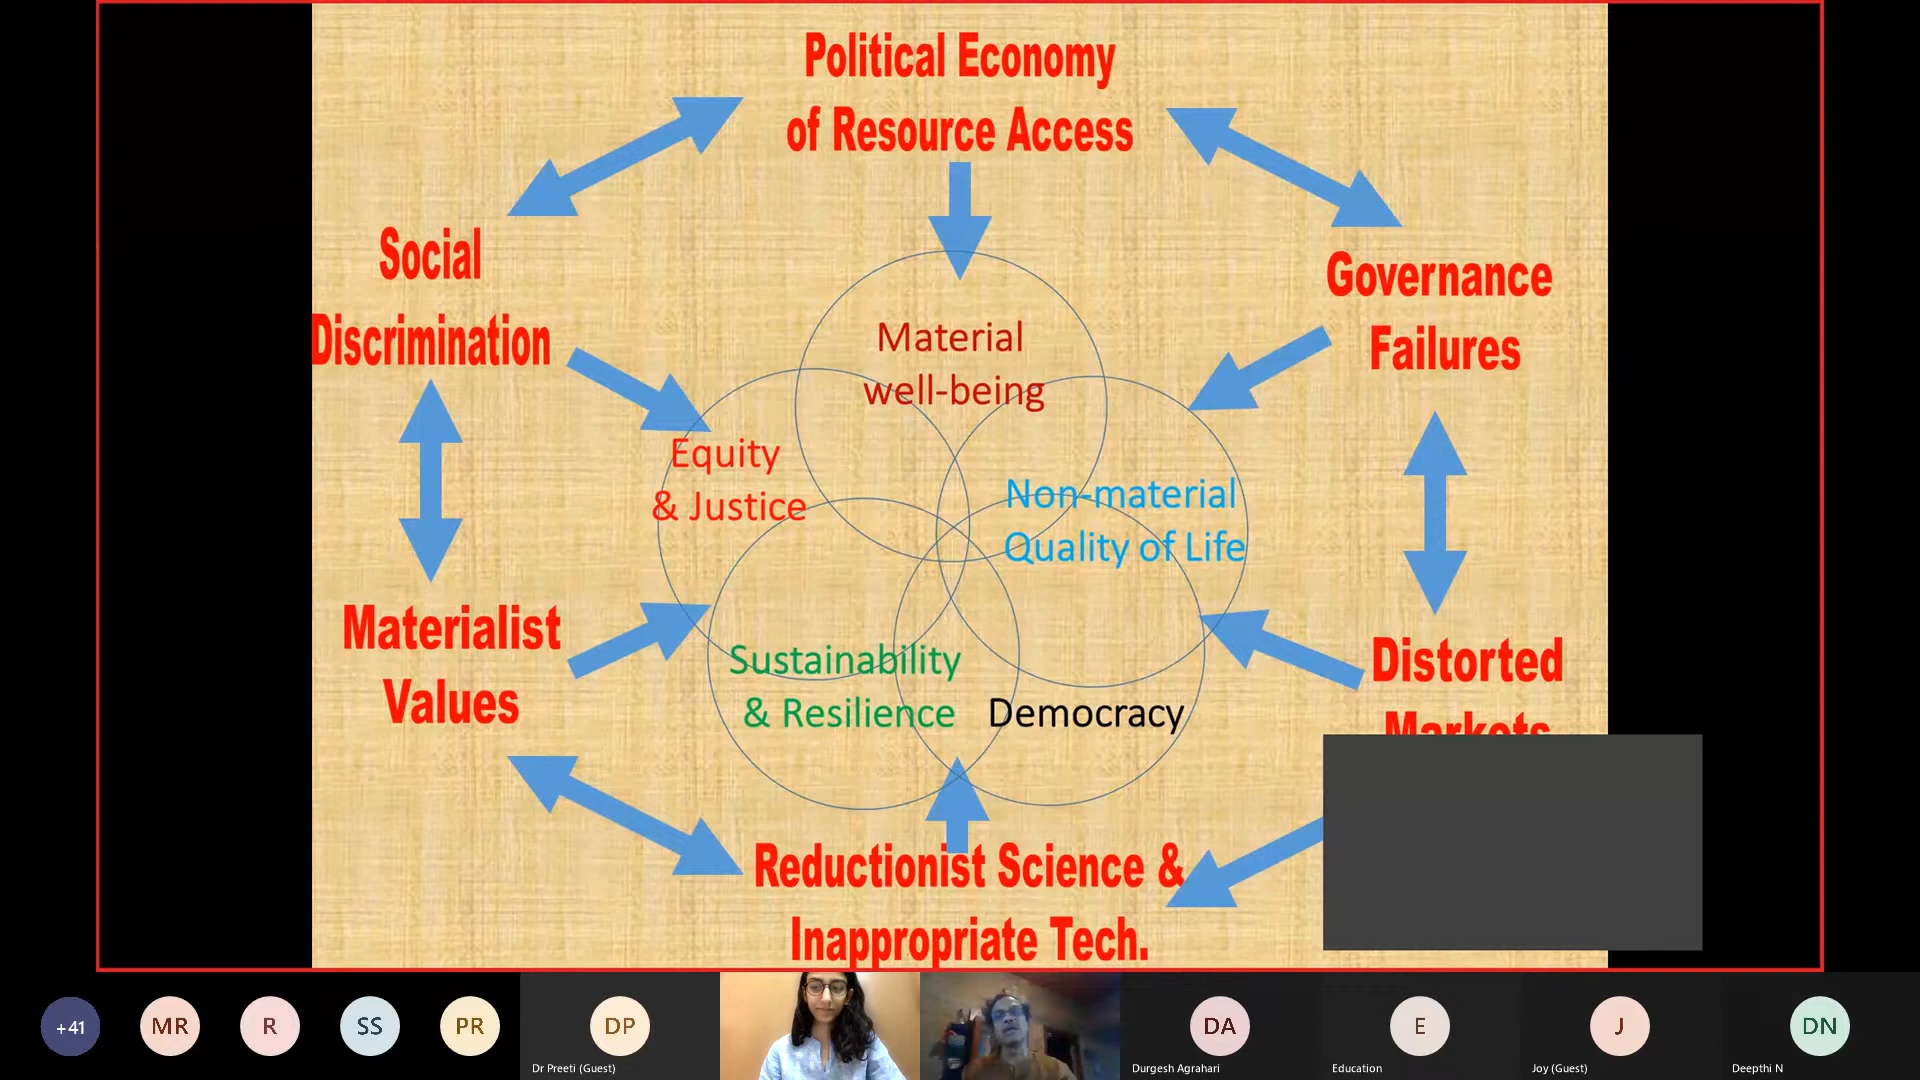 Political Economy
of Resource Access
Social
Discrimination
Governance
Failures
Material
well-being
Equity
& Justice
Non-material
Quality of Life
Materialist
Values
Sustainability
& Resilience
Democracy
Distorted
Markets
Reductionist Science &
Inappropriate Tech.
+41
MR
R
SS
PR
DP
DA
E
J
DN
Dr Preeti (Guest)
Durgesh Agrahari
Education
Joy (Guest)
Deepthi N